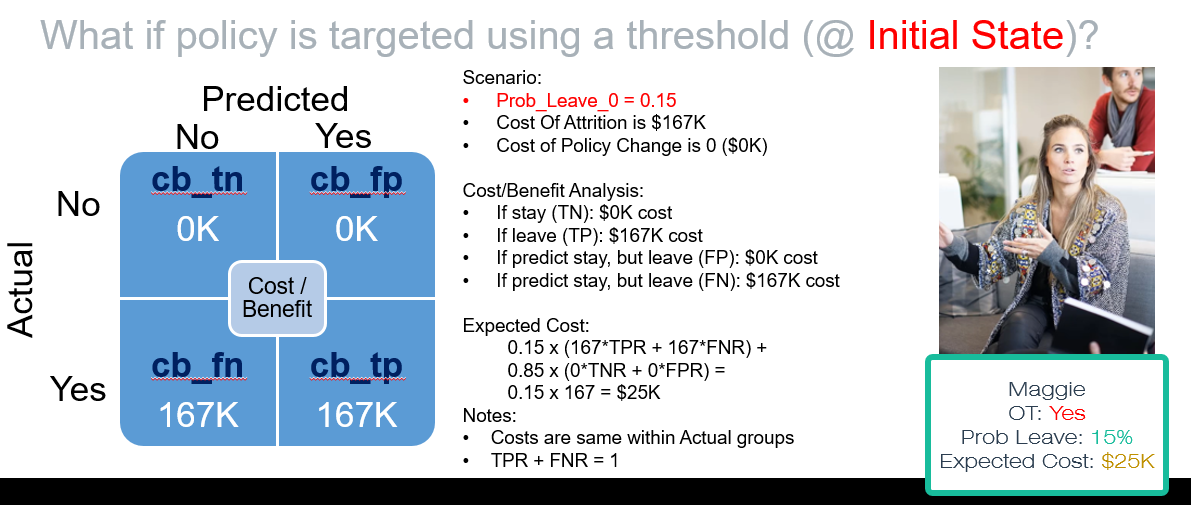 What if policy is targeted using a threshold (@ Initial State)?
Predicted
No Yes
Actual
No
cb_tn cb_fp
0K 0K
Cost /
Benefit
Yes
cb_fn cb_tp
167K 167K
Scenario:
• Prob_Leave_0 = 0.15
• Cost Of Attrition is $167K
• Cost of Policy Change is 0 ($0K)
Cost/Benefit Analysis:
• If stay (TN): $0K cost
• If leave (TP): $167K cost
• If predict stay, but leave (FP): $0K cost
• If predict stay, but leave (FN): $167K cost
Expected Cost:
0.15 x (167*TPR + 167*FNR) +
0.85 x (0*TNR + 0*FPR) =
0.15 x 167 = $25K
Notes:
• Costs are same within Actual groups
• TPR + FNR = 1
Maggie
OT: Yes
Prob Leave: 15%
Expected Cost: $25K